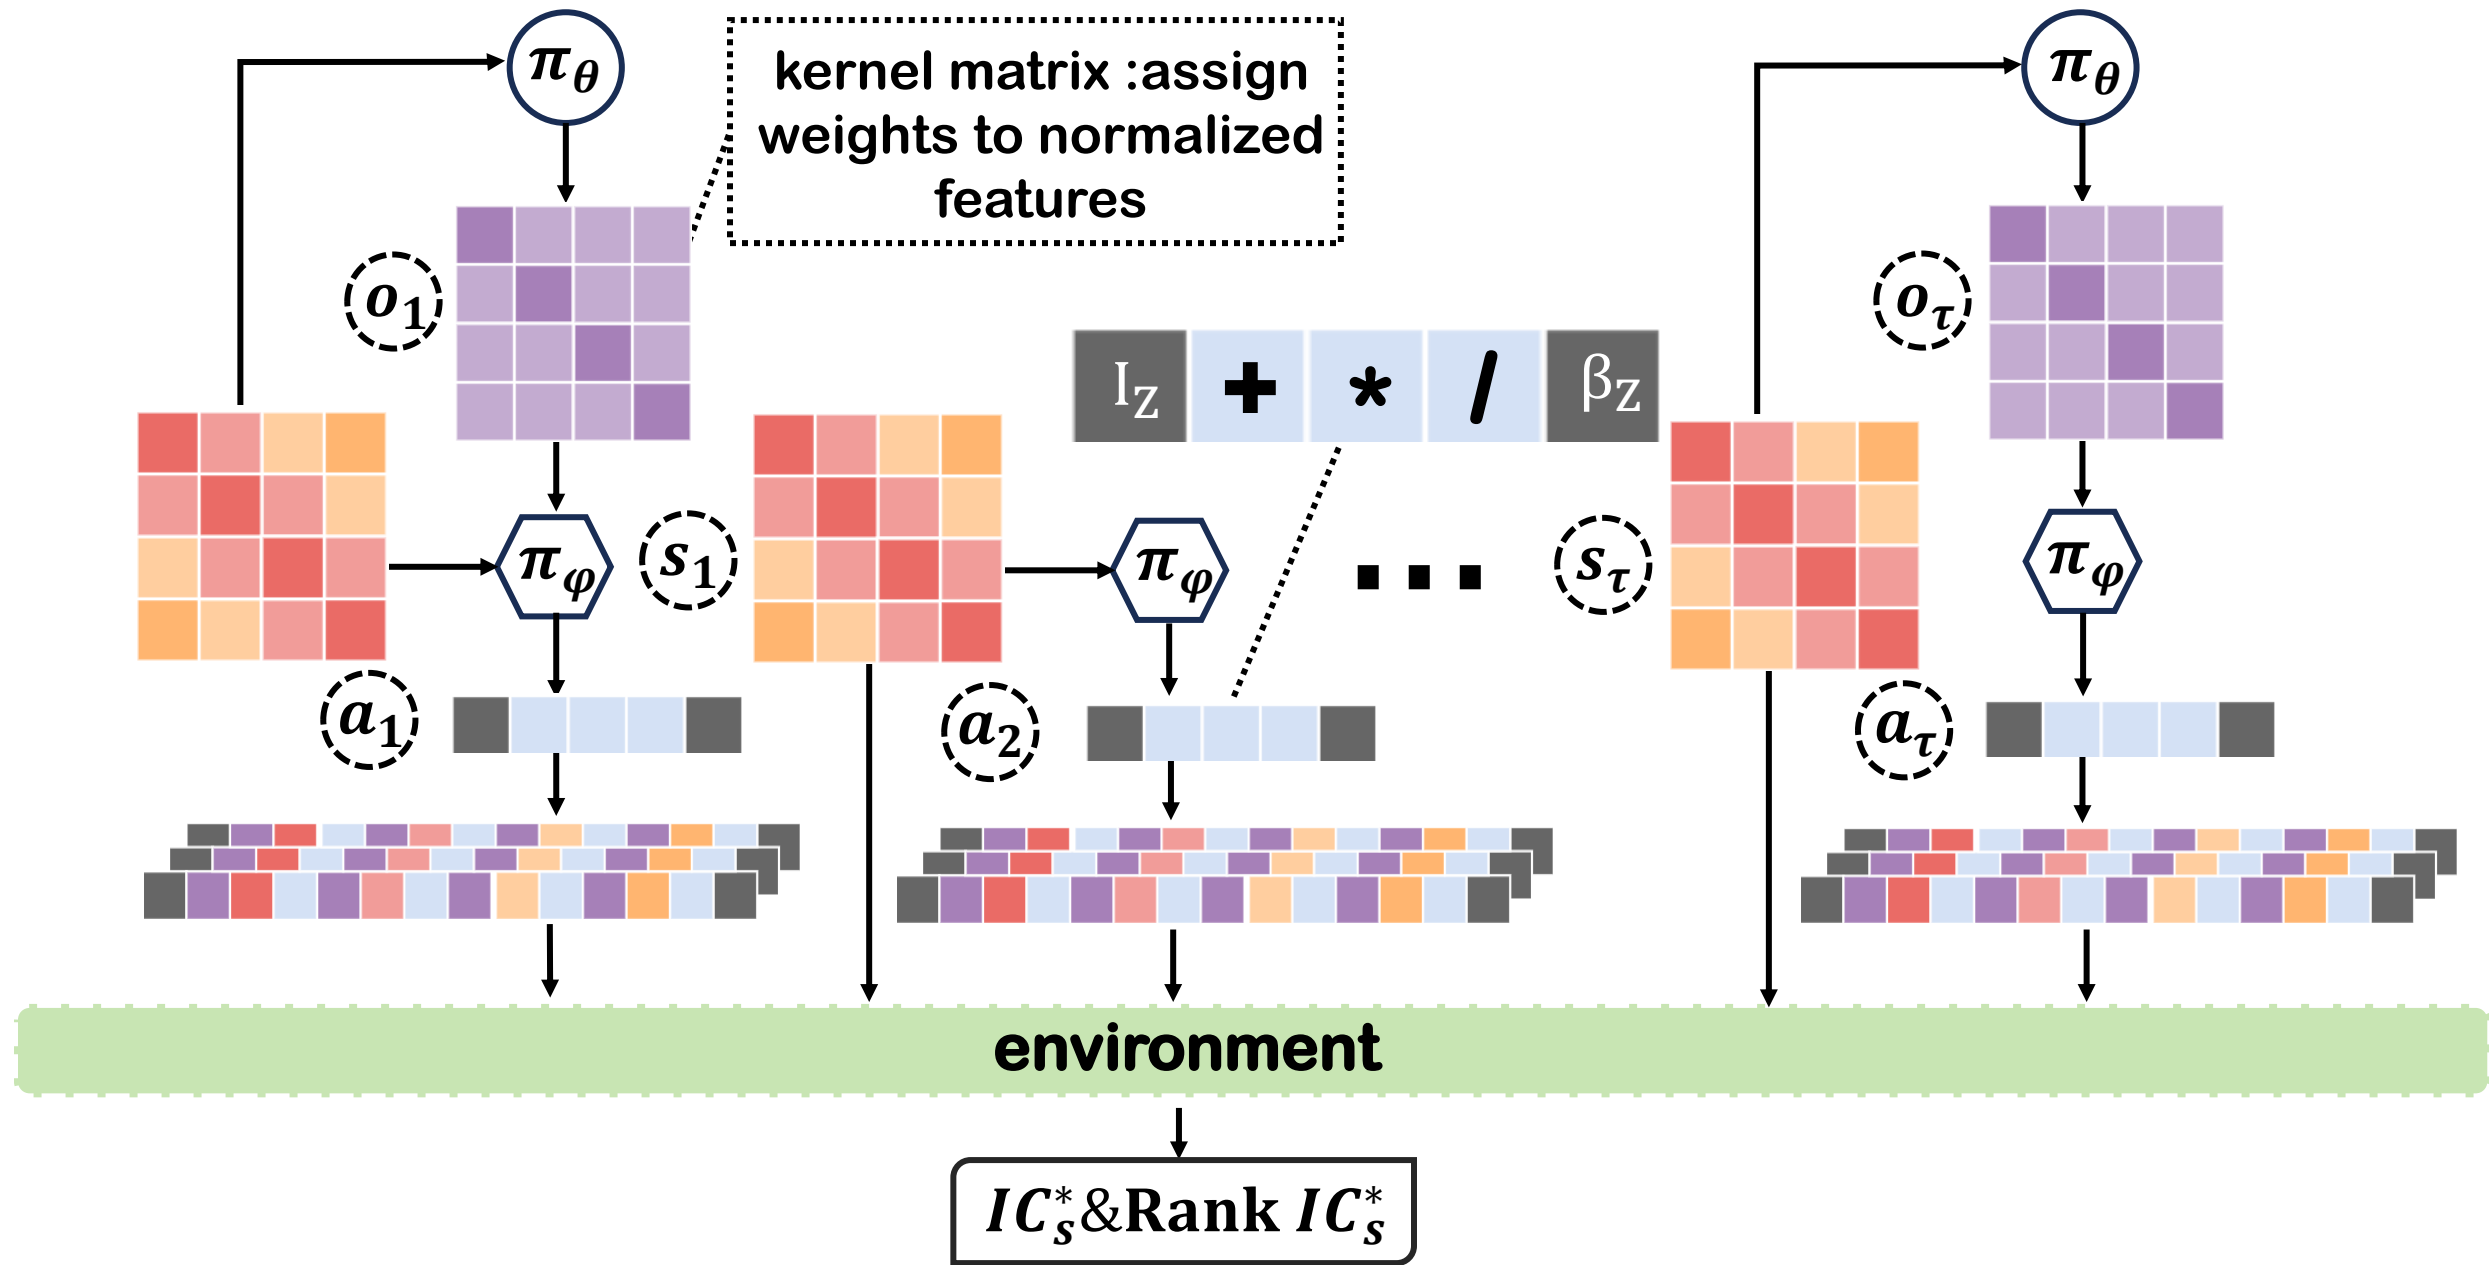 π_θ
kernel matrix :assign
weights to normalized
features
π_θ
o_1
o_τ
I_Z + * / β_Z
π_φ
s_1
π_φ
...
s_τ
π_φ
a_1
a_2
a_τ
environment
IC_s^*&Rank IC_s^*